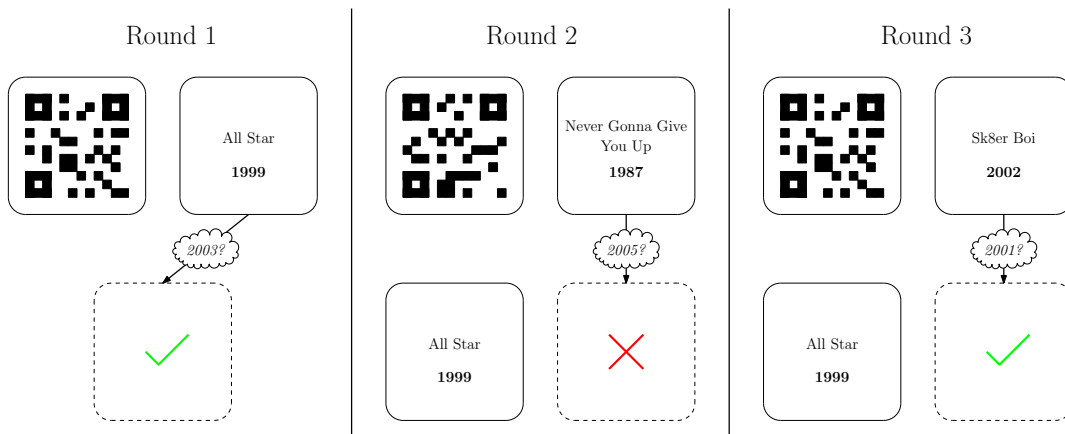 Round 1
All Star
1999
2003?
Round 2
Never Gonna Give
You Up
1987
2005?
All Star
1999
Round 3
Sk8er Boi
2002
2001?
All Star
1999